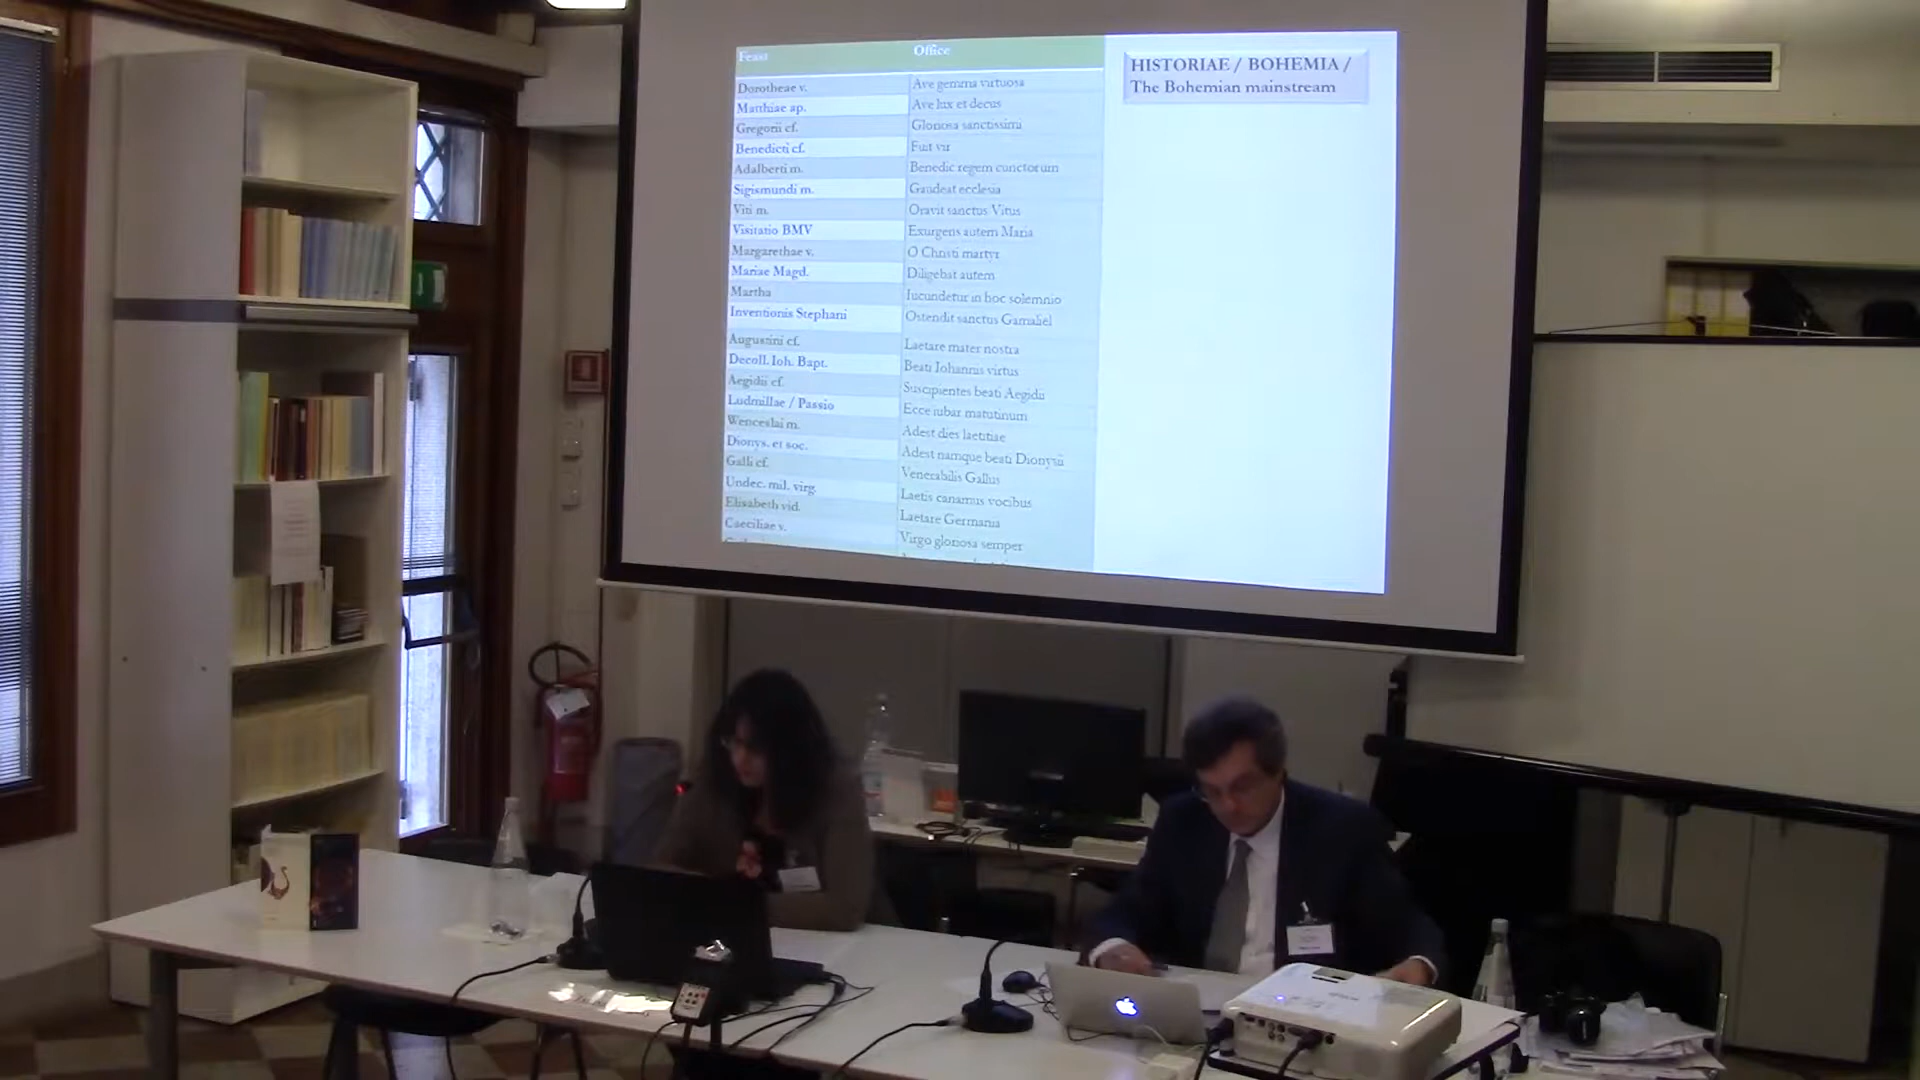 Feast Office
Dorotheae v. Ave gemma virtuosa
Matthiae ap. Ave lux et decus
Gregorii cf. Gloriosa sanctissimi
Benedicti cf. Fuit vir
Adalberti m. Benedic regem cunctorum
Sigismundi m. Gaudeat ecclesia
Viti m. Oravit sanctus Vitus
Visitatio BMV Exurgens autem Maria
Margarethae v. O Christi martyr
Mariae Magd. Diligebat autem
Martha Iucundetur in hoc solemnio
Inventionis Stephani Ostendit sanctus Gamaliel
Augustini cf. Laetare mater nostra
Decoll. Ioh. Bapt. Beati Iohannis virtus
Aegidii cf. Suscipientes beati Aegidii
Ludmillae / Passio Ecce iubar matutinum
Wenceslai m. Adest dies laetitiae
Dionys. et soc. Adest namque beati Dionysii
Galli cf. Venerabilis Gallus
Undec. mil. virg. Laetis canamus vocibus
Elisabeth vid. Laetare Germania
Caeciliae v. Virgo gloriosa semper
HISTORIAE / BOHEMIA /
The Bohemian mainstream